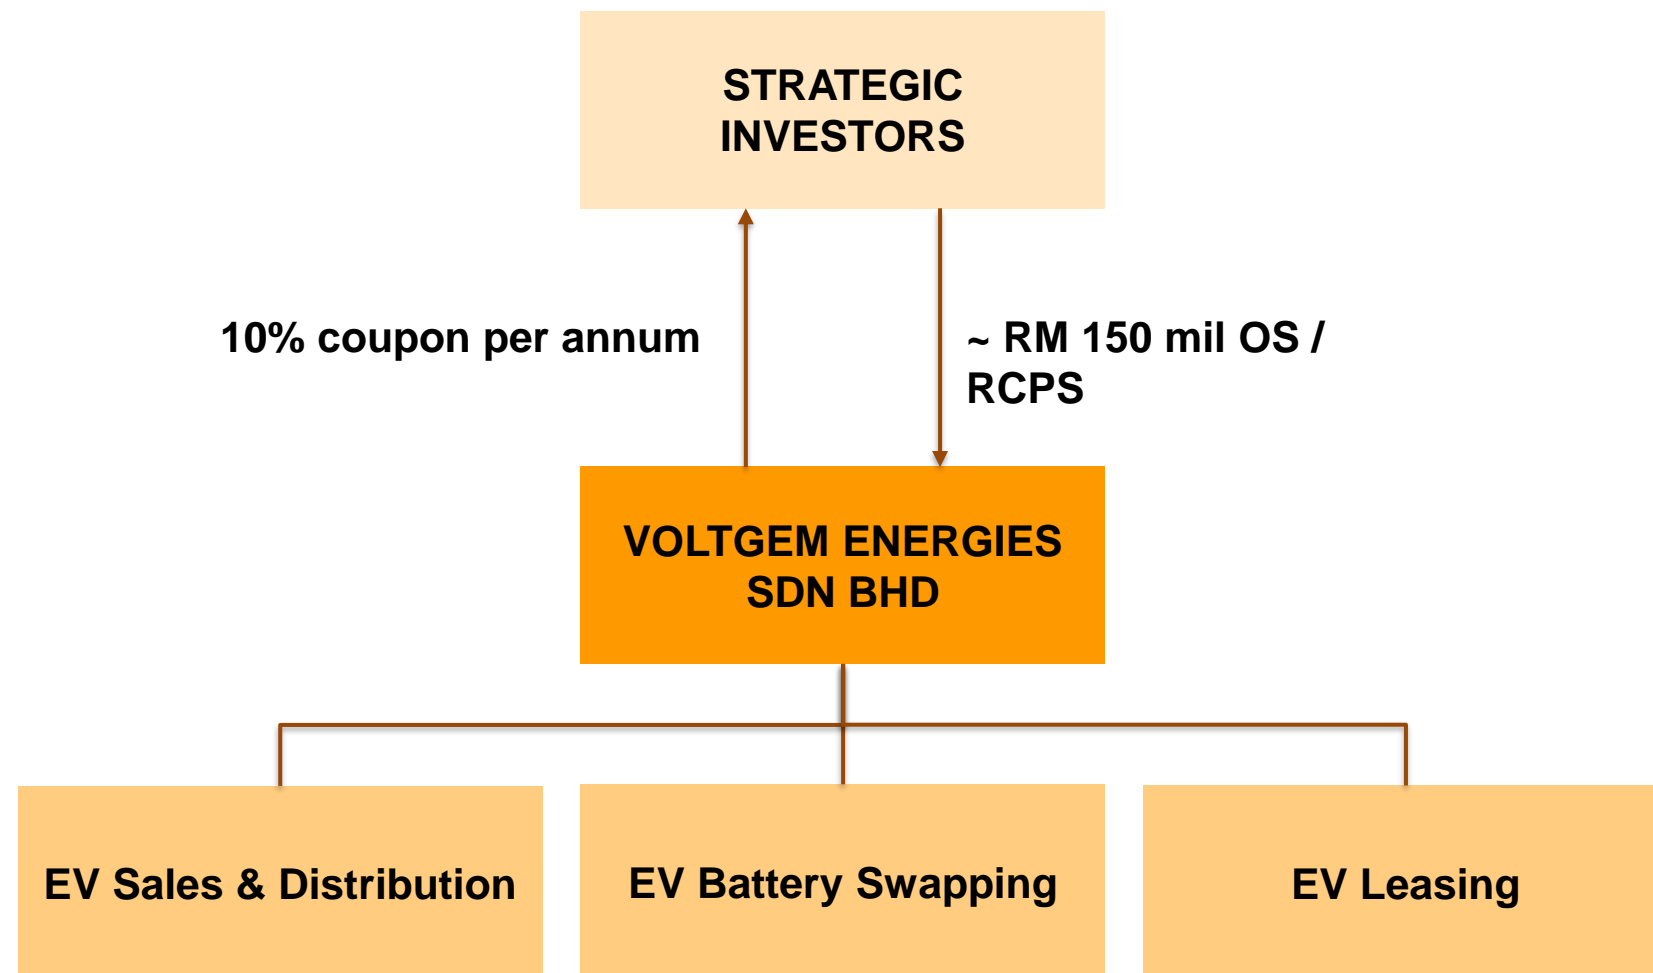 STRATEGIC
INVESTORS
10% coupon per annum
~ RM 150 mil OS /
RCPS
VOLTGEM ENERGIES
SDN BHD
EV Sales & Distribution
EV Battery Swapping
EV Leasing